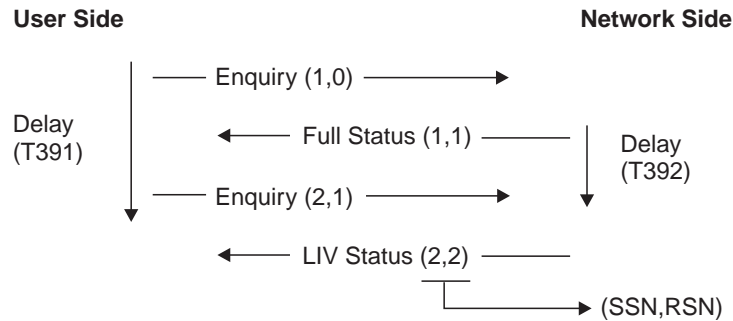 User Side
Network Side
Enquiry (1,0)
Delay
(T391)
Full Status (1,1)
Delay
(T392)
Enquiry (2,1)
LIV Status (2,2)
(SSN,RSN)